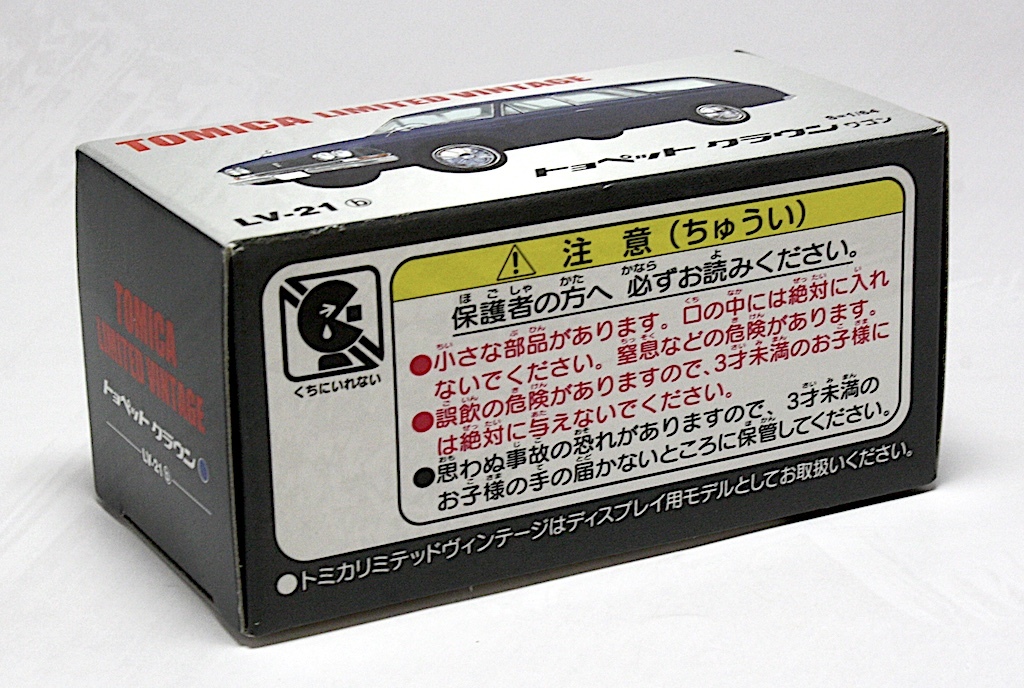 TOMICA LIMITED VINTAGE
S=1/64
トヨペット クラウン ワゴン
LV-21 b
TOMICA
LIMITED VINTAGE
トヨペット クラウン
LV-21 b
くちにいれない
注意(ちゅうい)
保護者の方へ 必ずお読みください。
●小さな部品があります。口の中には絶対に入れ
ないでください。窒息などの危険があります。
●誤飲の危険がありますので、3才未満のお子様に
は絶対に与えないでください。
●思わぬ事故の恐れがありますので、3才未満の
お子様の手の届かないところに保管してください。
●トミカリミテッドヴィンテージはディスプレイ用モデルとしてお取扱いください。